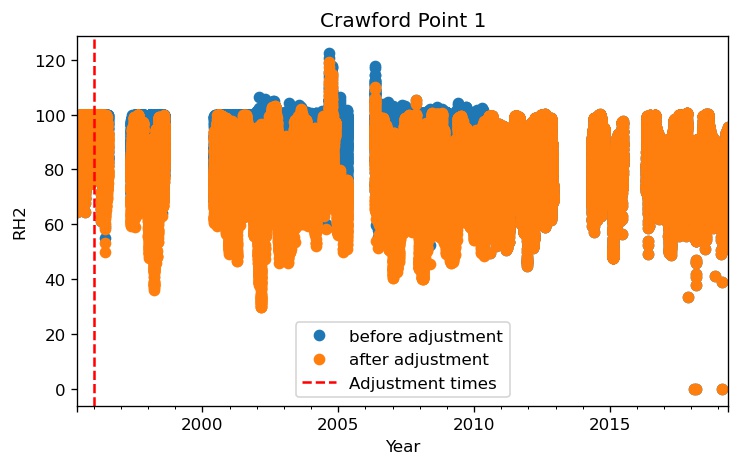 Crawford Point 1
120
100
80
60
40
20
0
RH2
before adjustment
after adjustment
Adjustment times
2000
2005
2010
2015
Year